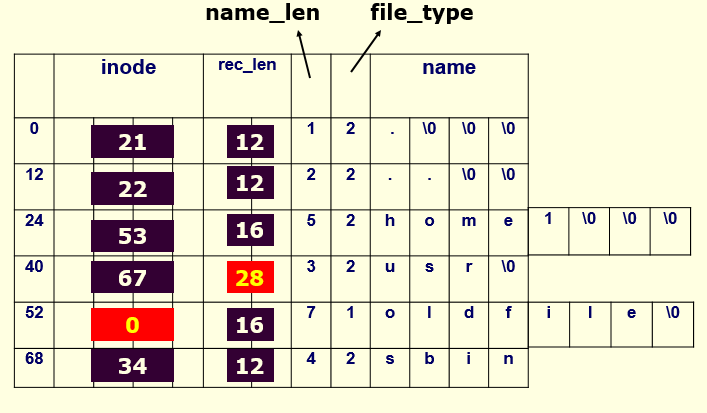 name_len file_type
inode rec_len name
0 21 12 1 2 . \0 \0 \0
12 22 12 2 2 . . \0 \0
24 53 16 5 2 h o m e 1 \0 \0 \0
40 67 28 3 2 u s r \0
52 0 16 7 1 o l d f i l e \0
68 34 12 4 2 s b i n